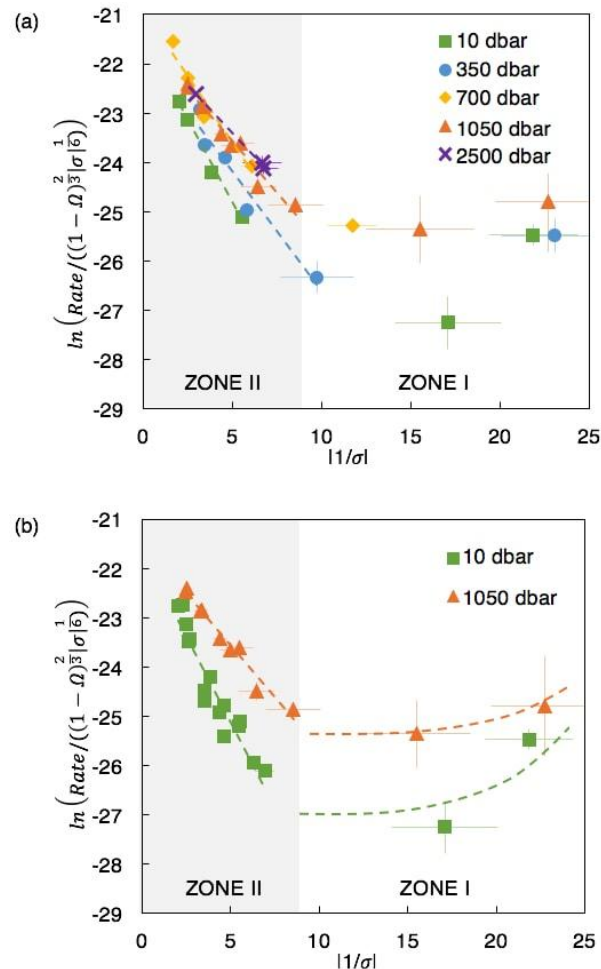 (a)
-21
-22
-23
-24
-25
-26
-27
-28
-29
ln (Rate/((1 − Ω)^{2/3}|σ|^{1/6}))
10 dbar
350 dbar
700 dbar
1050 dbar
2500 dbar
ZONE II
ZONE I
0 5 10 15 20 25
|1/σ|
(b)
-21
-22
-23
-24
-25
-26
-27
-28
-29
ln (Rate/((1 − Ω)^{2/3}|σ|^{1/6}))
10 dbar
1050 dbar
ZONE II
ZONE I
0 5 10 15 20 25
|1/σ|